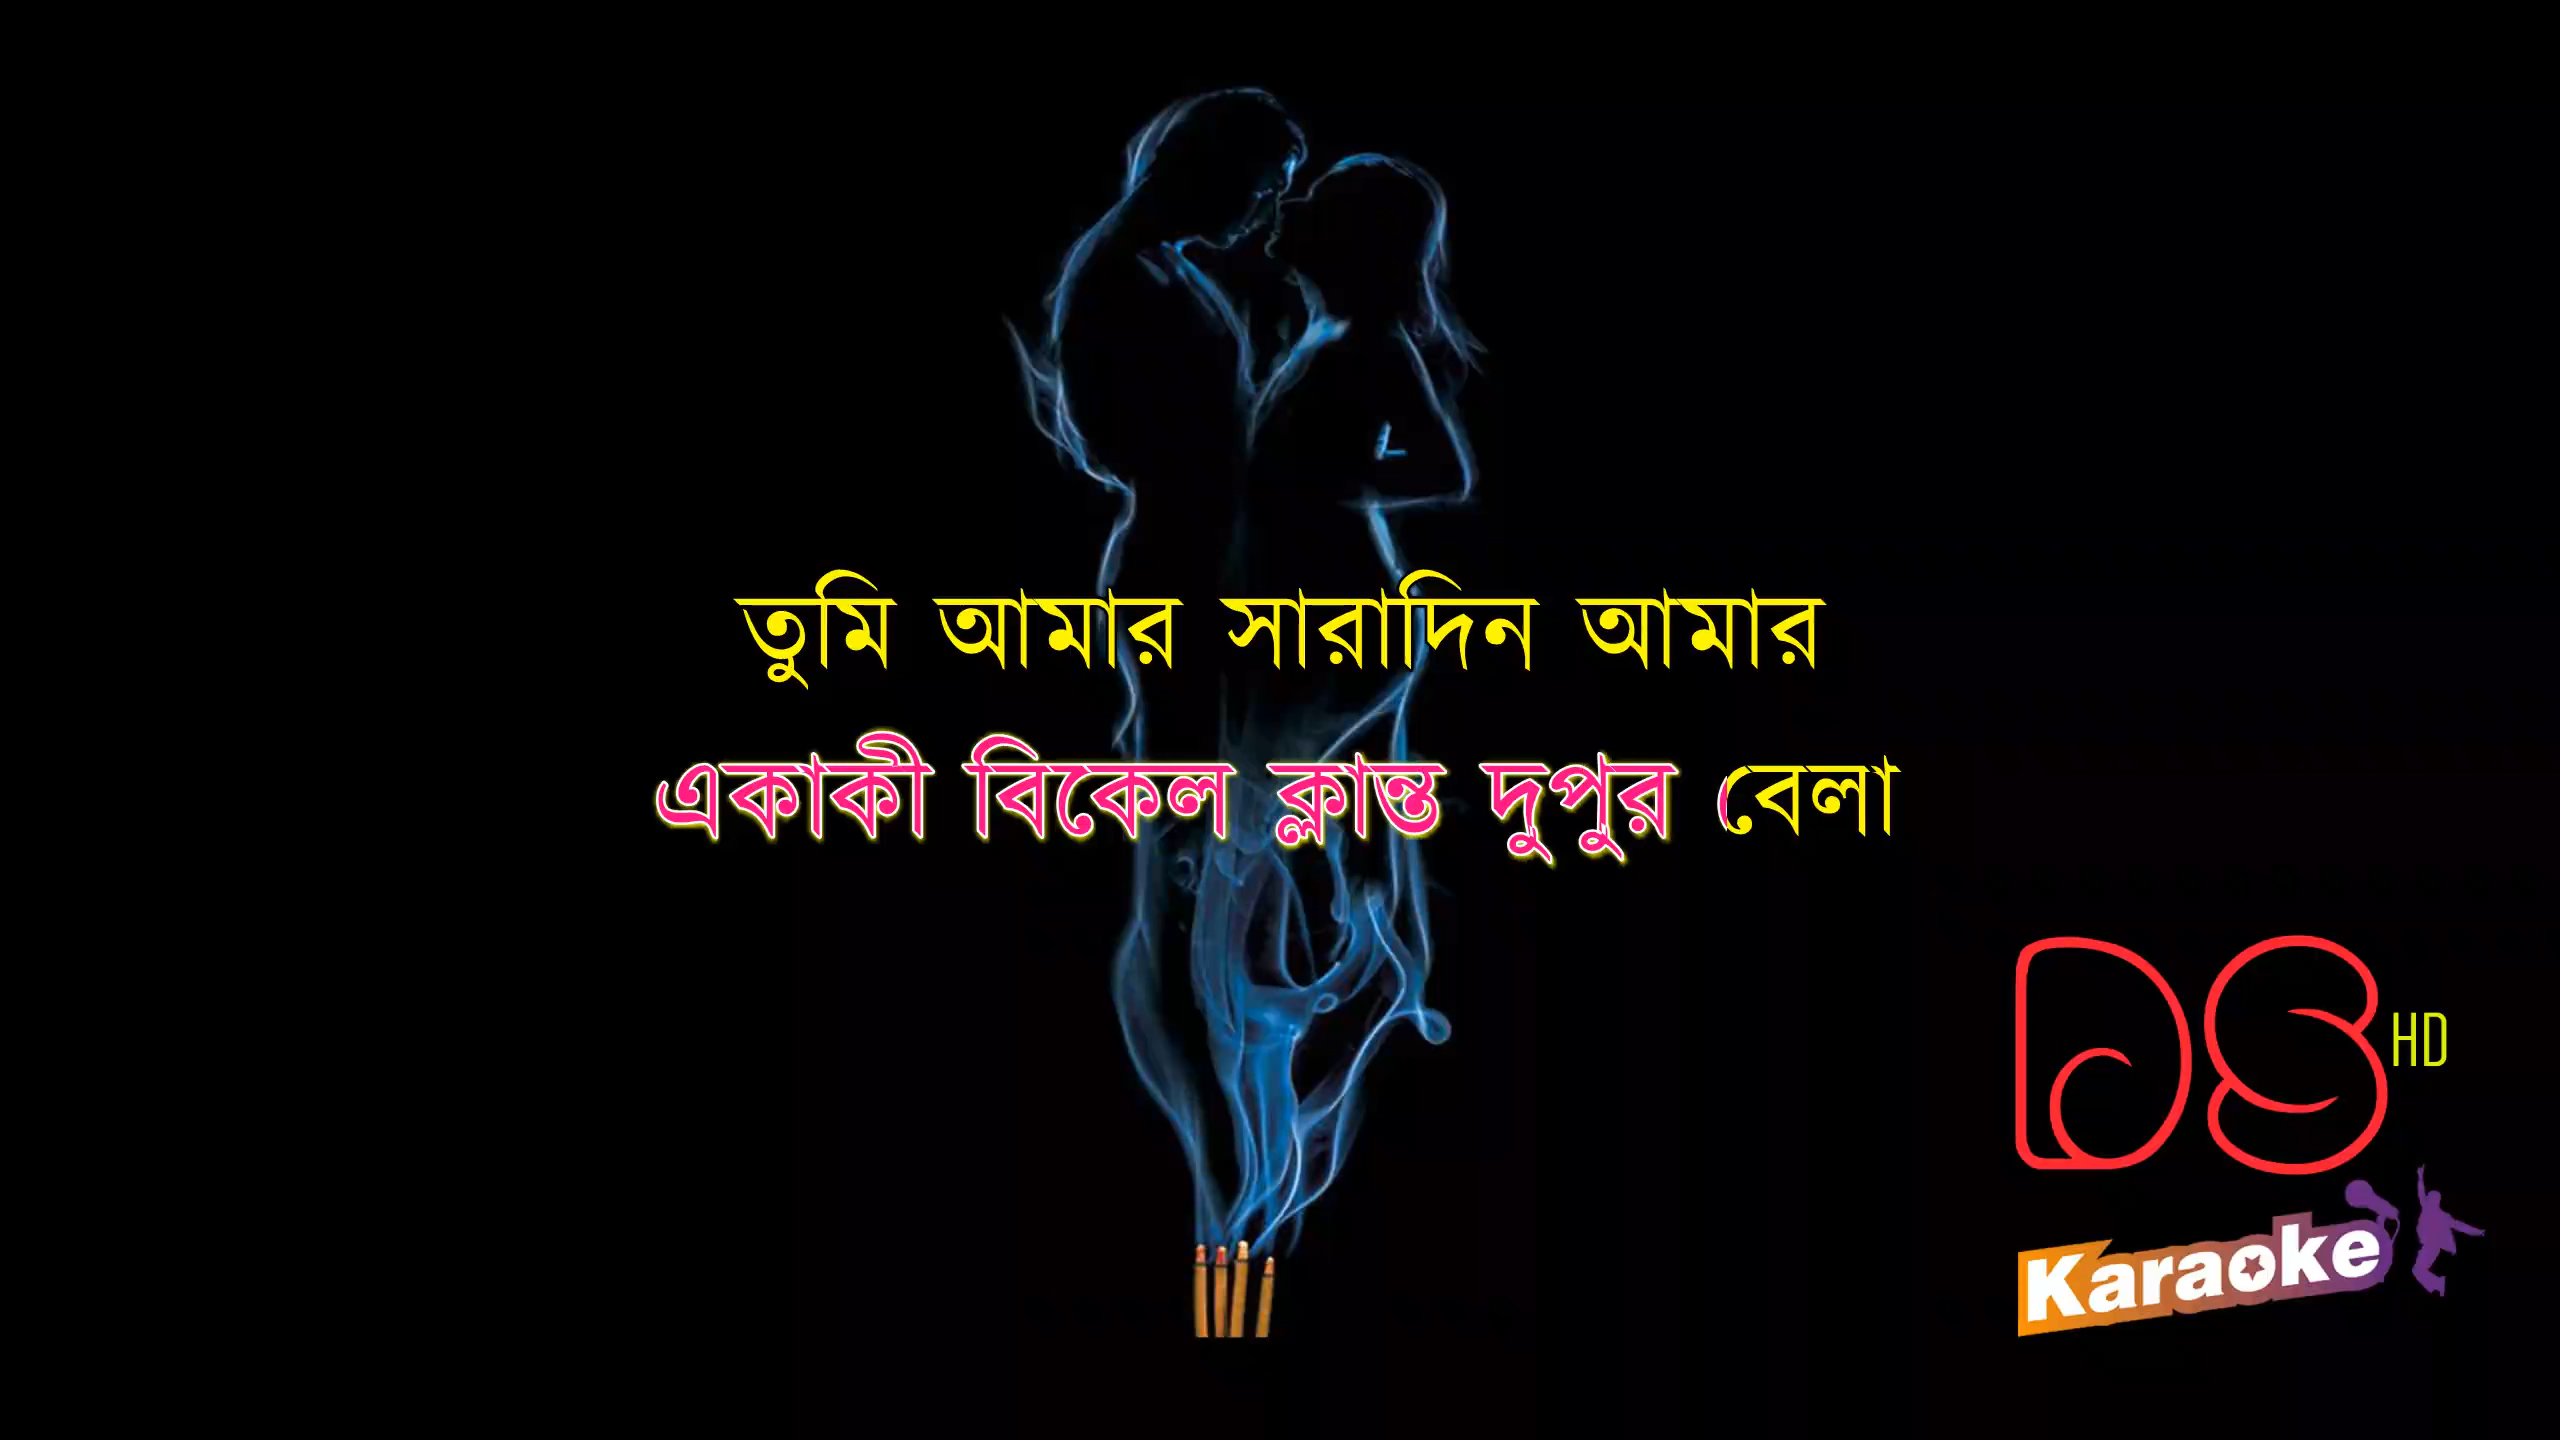 তুমি আমার সারাদিন আমার
একাকী বিকেল ক্লান্ত দুপুর বেলা
DS HD
Karaoke